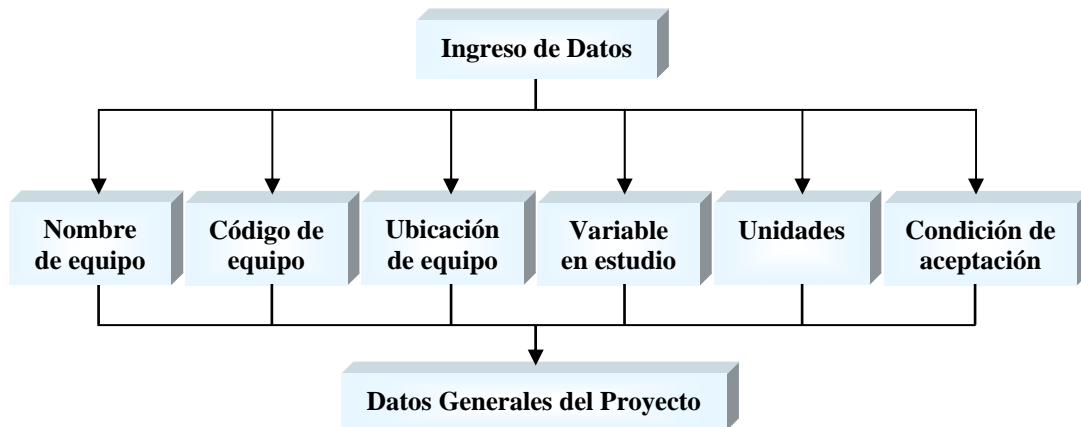 Ingreso de Datos
Nombre
de equipo
Código de
equipo
Ubicación
de equipo
Variable
en estudio
Unidades
Condición de
aceptación
Datos Generales del Proyecto